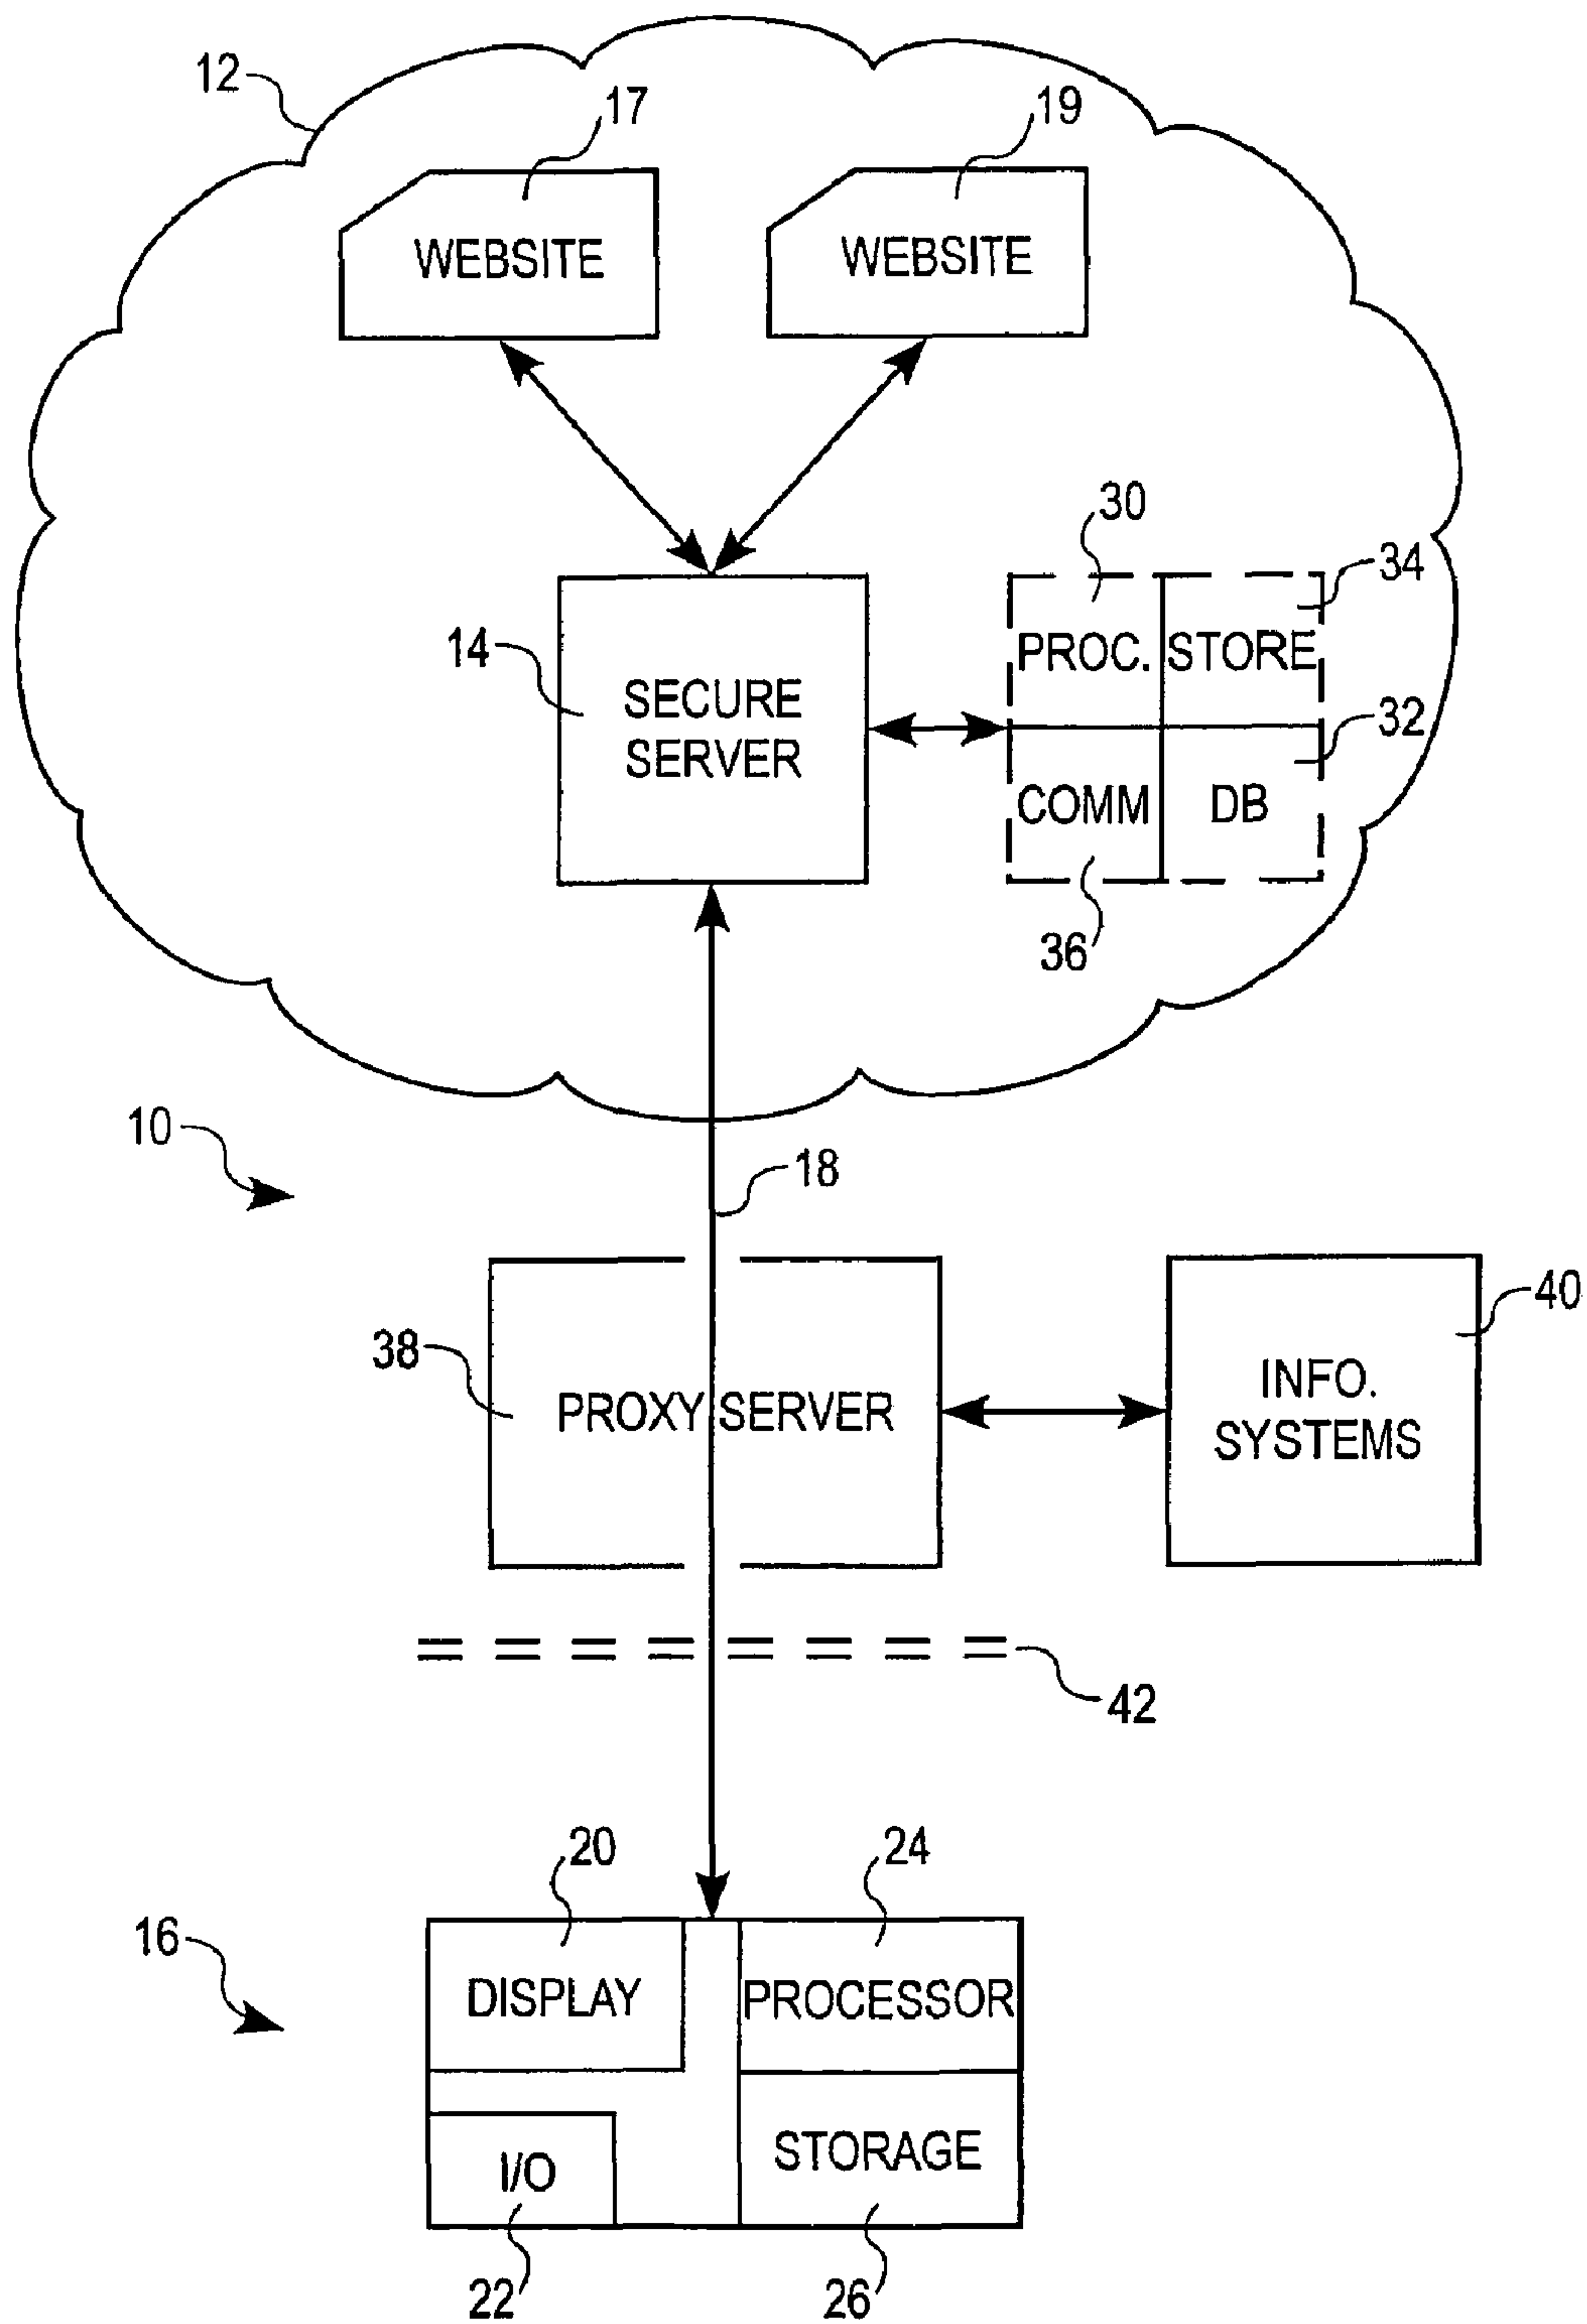 12
17
19
WEBSITE
WEBSITE
30
34
14
SECURE
SERVER
PROC.
STORE
32
COMM
DB
36
10
18
38
PROXY SERVER
40
INFO.
SYSTEMS
42
20
24
16
DISPLAY
PROCESSOR
I/O
STORAGE
22
26